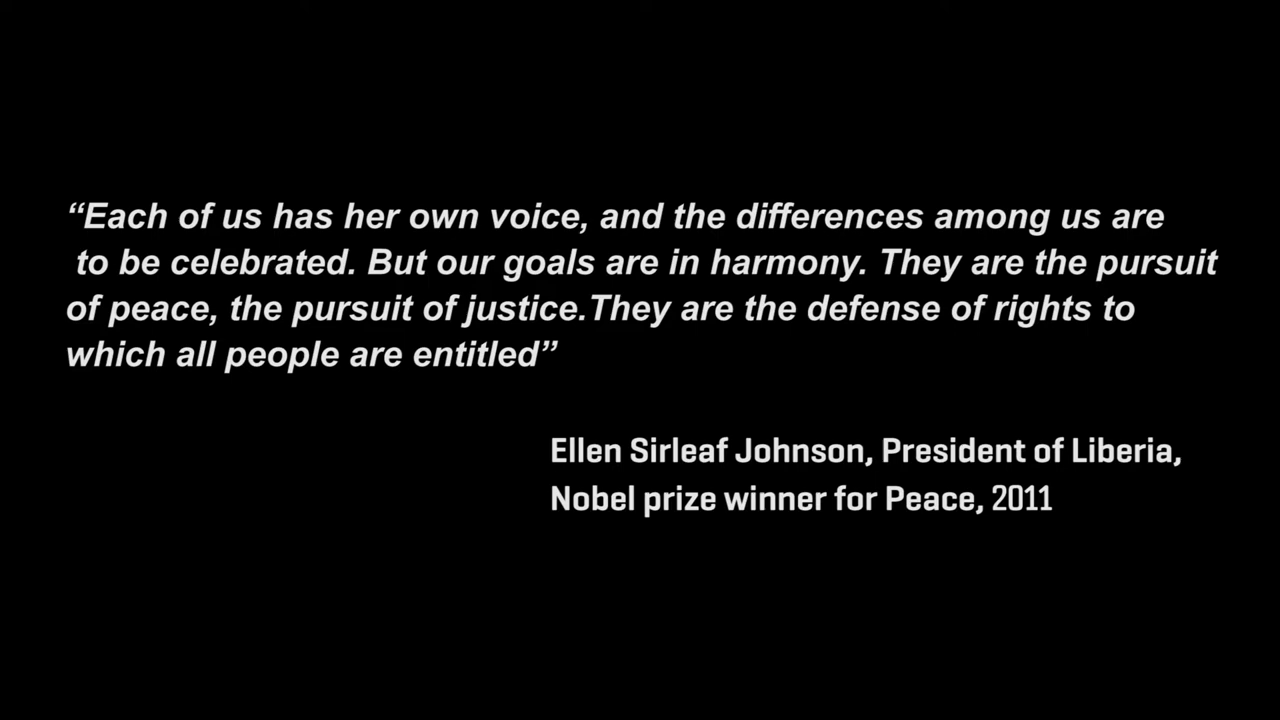 “Each of us has her own voice, and the differences among us are
to be celebrated. But our goals are in harmony. They are the pursuit
of peace, the pursuit of justice.They are the defense of rights to
which all people are entitled”
Ellen Sirleaf Johnson, President of Liberia,
Nobel prize winner for Peace, 2011